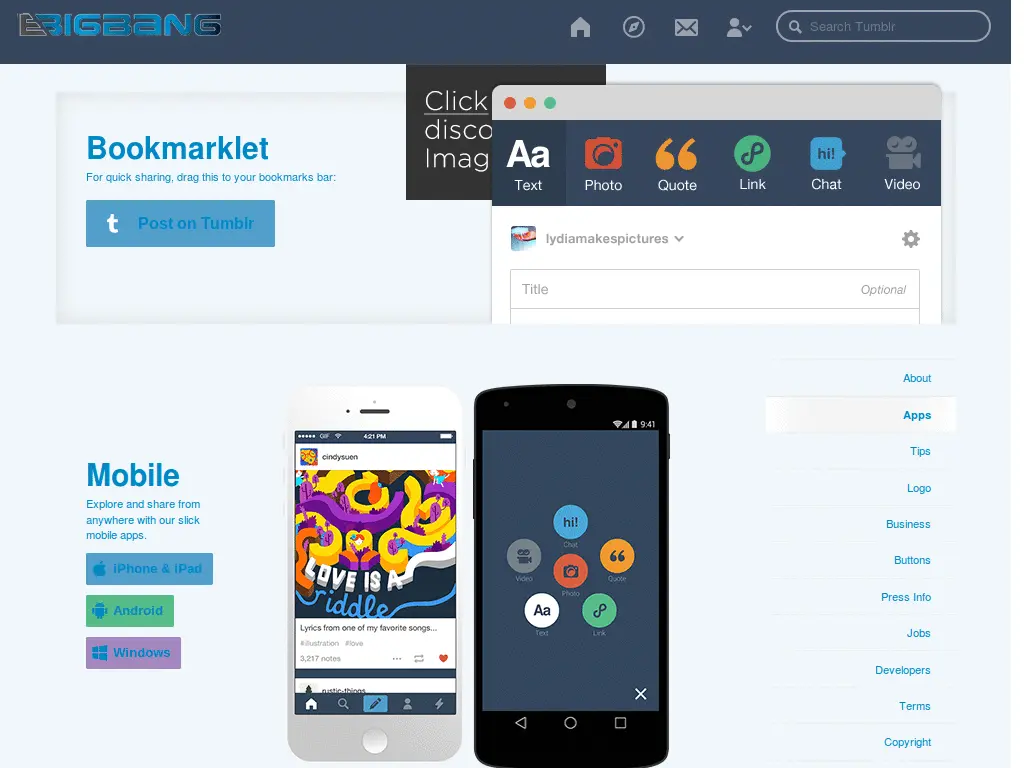 BIGBANG
Search Tumblr
Click
disco
Imag
Bookmarklet
For quick sharing, drag this to your bookmarks bar:
t Post on Tumblr
Aa
hi!
Text Photo Quote Link Chat Video
lydiamakespictures
Title Optional
About
Apps
Tips
Logo
Business
Buttons
Press Info
Jobs
Developers
Terms
Copyright
Mobile
Explore and share from
anywhere with our slick
mobile apps.
iPhone & iPad
Android
Windows
GIF 4:21 PM
cindysuen
LOVE IS A
riddle
Lyrics from one of my favorite songs...
#illustration #love
3,217 notes
rustic-things
9:41
hi!
Chat
Video
Quote
Photo
Aa
Text
Link